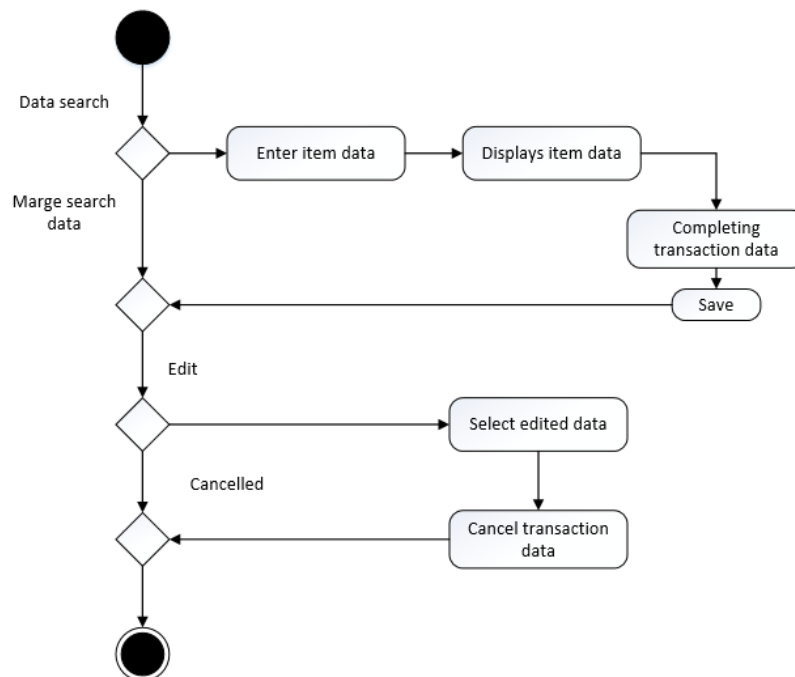 Data search
Enter item data
Displays item data
Marge search
data
Completing
transaction data
Save
Edit
Select edited data
Cancelled
Cancel transaction
data